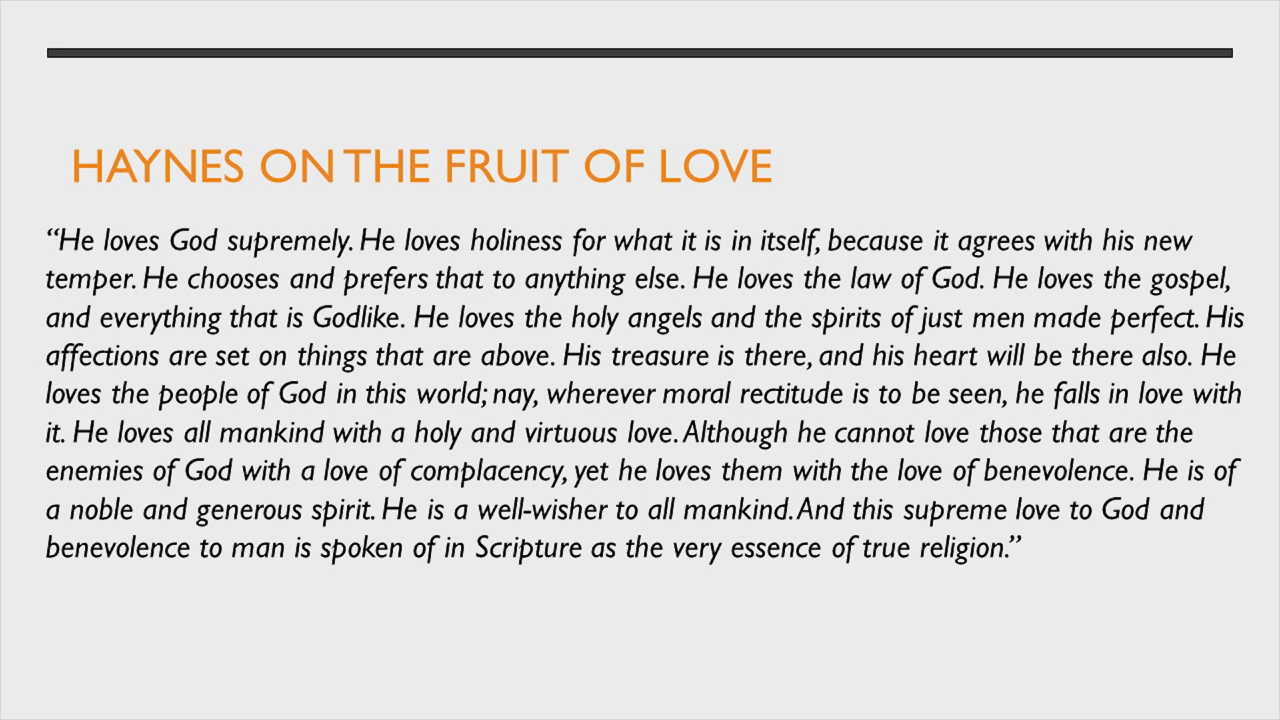 HAYNES ON THE FRUIT OF LOVE
“He loves God supremely. He loves holiness for what it is in itself, because it agrees with his new
temper. He chooses and prefers that to anything else. He loves the law of God. He loves the gospel,
and everything that is Godlike. He loves the holy angels and the spirits of just men made perfect. His
affections are set on things that are above. His treasure is there, and his heart will be there also. He
loves the people of God in this world; nay, wherever moral rectitude is to be seen, he falls in love with
it. He loves all mankind with a holy and virtuous love. Although he cannot love those that are the
enemies of God with a love of complacency, yet he loves them with the love of benevolence. He is of
a noble and generous spirit. He is a well-wisher to all mankind. And this supreme love to God and
benevolence to man is spoken of in Scripture as the very essence of true religion.”